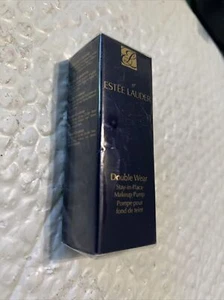 ESTĒE LAUDER
Double Wear
Stay-in-Place
Makeup Pump
Pompe pour
fond de teint